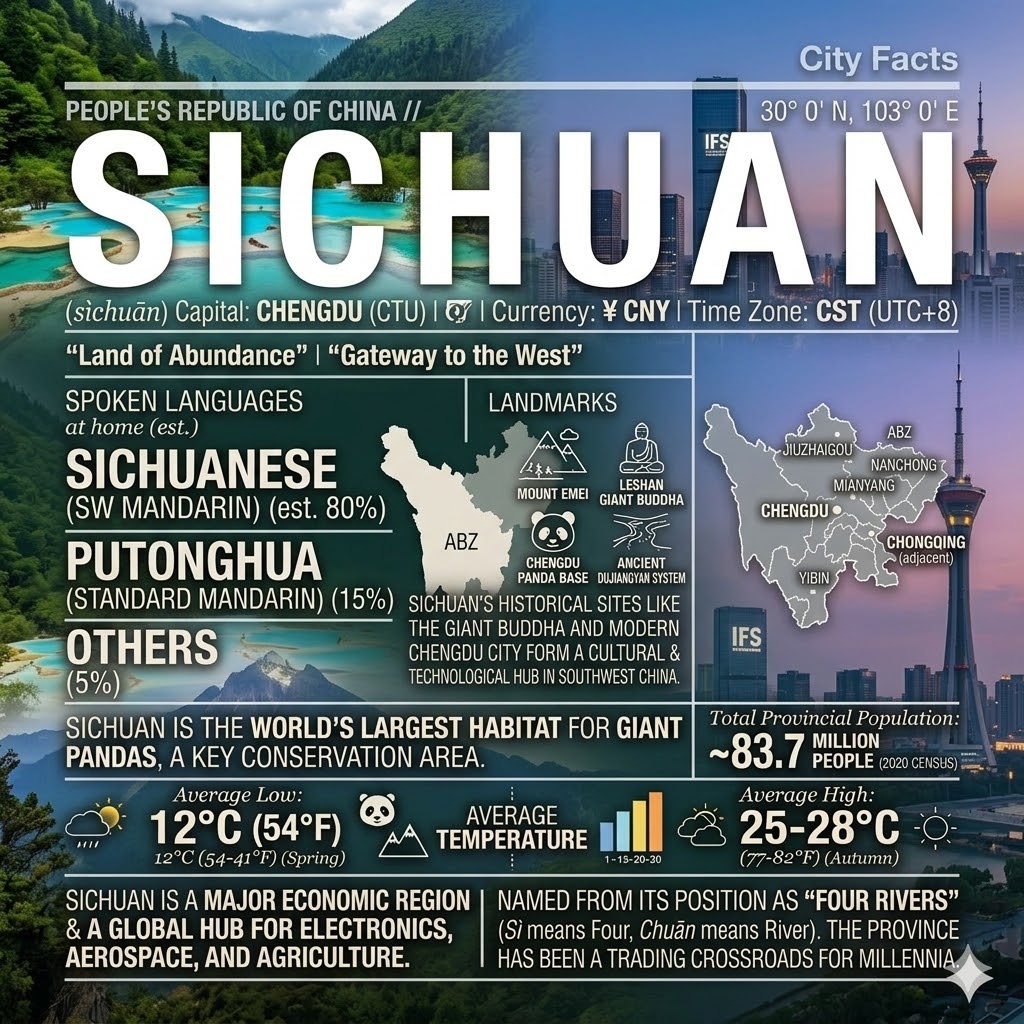 City Facts
PEOPLE'S REPUBLIC OF CHINA //
30° 0' N, 103° 0' E
IFS
SICHUAN
(sìchuān) Capital: CHENGDU (CTU) | | Currency: ¥ CNY | Time Zone: CST (UTC+8)
"Land of Abundance" | "Gateway to the West"
SPOKEN LANGUAGES
at home (est.)
SICHUANESE
(SW MANDARIN) (est. 80%)
PUTONGHUA
(STANDARD MANDARIN) (15%)
OTHERS
(5%)
LANDMARKS
ABZ
MOUNT EMEI
LESHAN
GIANT BUDDHA
CHENGDU
PANDA BASE
ANCIENT
DUJIANGYAN SYSTEM
SICHUAN'S HISTORICAL SITES LIKE
THE GIANT BUDDHA AND MODERN
CHENGDU CITY FORM A CULTURAL &
TECHNOLOGICAL HUB IN SOUTHWEST CHINA.
JIUZHAIGOU
ABZ
NANCHONG
MIANYANG
CHENGDU
CHONGQING
(adjacent)
YIBIN
IFS
SICHUAN IS THE WORLD'S LARGEST HABITAT FOR GIANT
PANDAS, A KEY CONSERVATION AREA.
Total Provincial Population:
~83.7 MILLION
PEOPLE (2020 CENSUS)
Average Low:
12°C (54°F)
12°C (54-41°F) (Spring)
AVERAGE
TEMPERATURE
1-15-20-30
Average High:
25-28°C
(77-82°F) (Autumn)
SICHUAN IS A MAJOR ECONOMIC REGION
& A GLOBAL HUB FOR ELECTRONICS,
AEROSPACE, AND AGRICULTURE.
NAMED FROM ITS POSITION AS "FOUR RIVERS"
(Sì means Four, Chuān means River). THE PROVINCE
HAS BEEN A TRADING CROSSROADS FOR MILLENNIA.